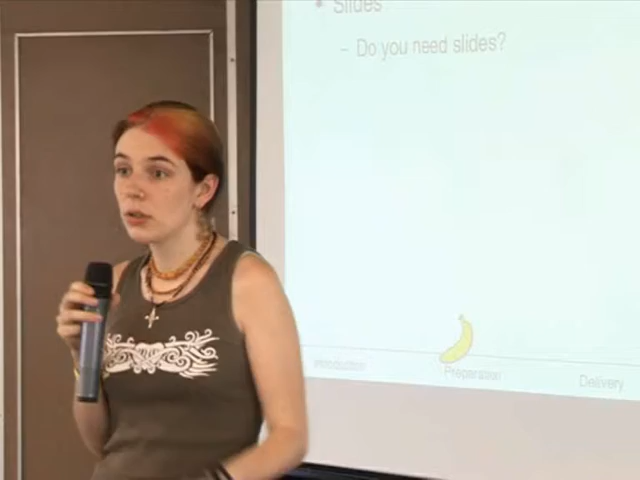 • Slides
– Do you need slides?
Introduction Preparation Delivery